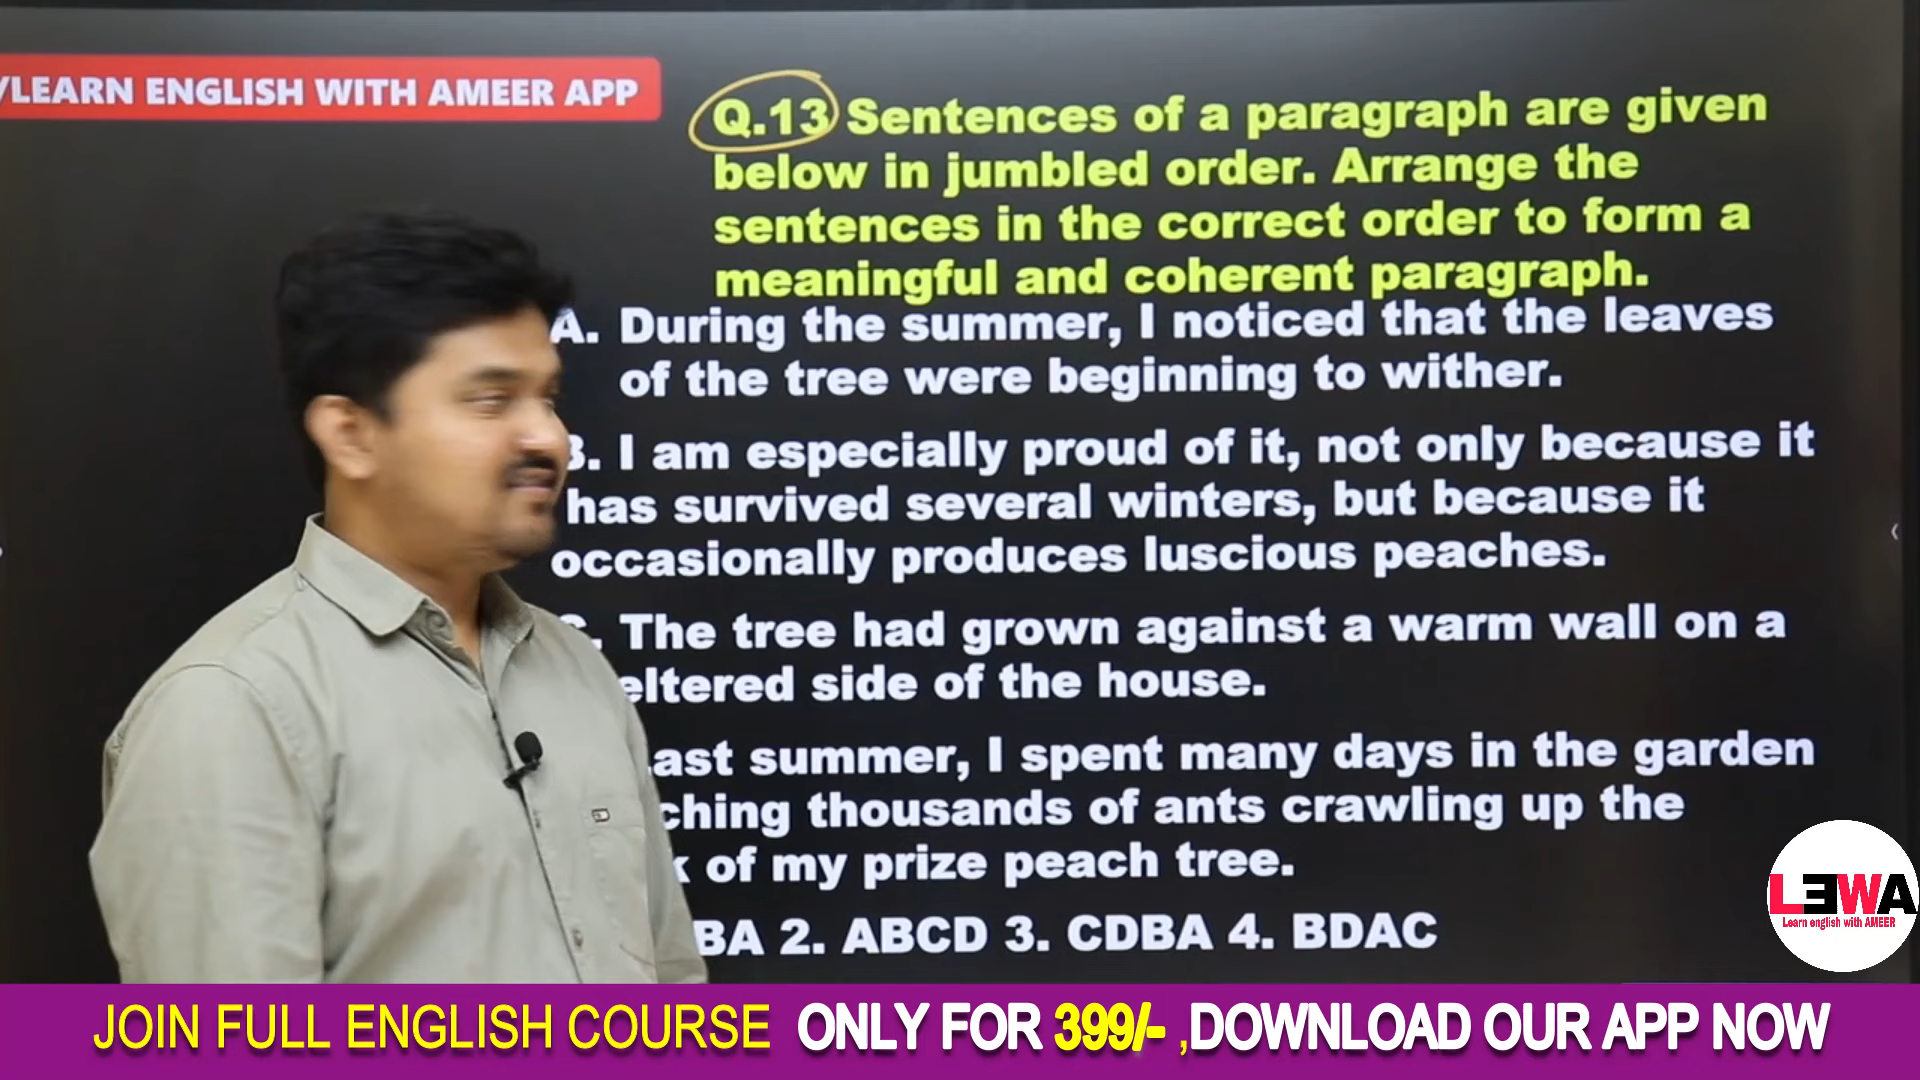 /LEARN ENGLISH WITH AMEER APP
Q.13 Sentences of a paragraph are given
below in jumbled order. Arrange the
sentences in the correct order to form a
meaningful and coherent paragraph.
A. During the summer, I noticed that the leaves
of the tree were beginning to wither.
B. I am especially proud of it, not only because it
has survived several winters, but because it
occasionally produces luscious peaches.
C. The tree had grown against a warm wall on a
eltered side of the house.
ast summer, I spent many days in the garden
ching thousands of ants crawling up the
k of my prize peach tree.
BA 2. ABCD 3. CDBA 4. BDAC
LEWA
Learn english with AMEER
JOIN FULL ENGLISH COURSE ONLY FOR 399/- ,DOWNLOAD OUR APP NOW